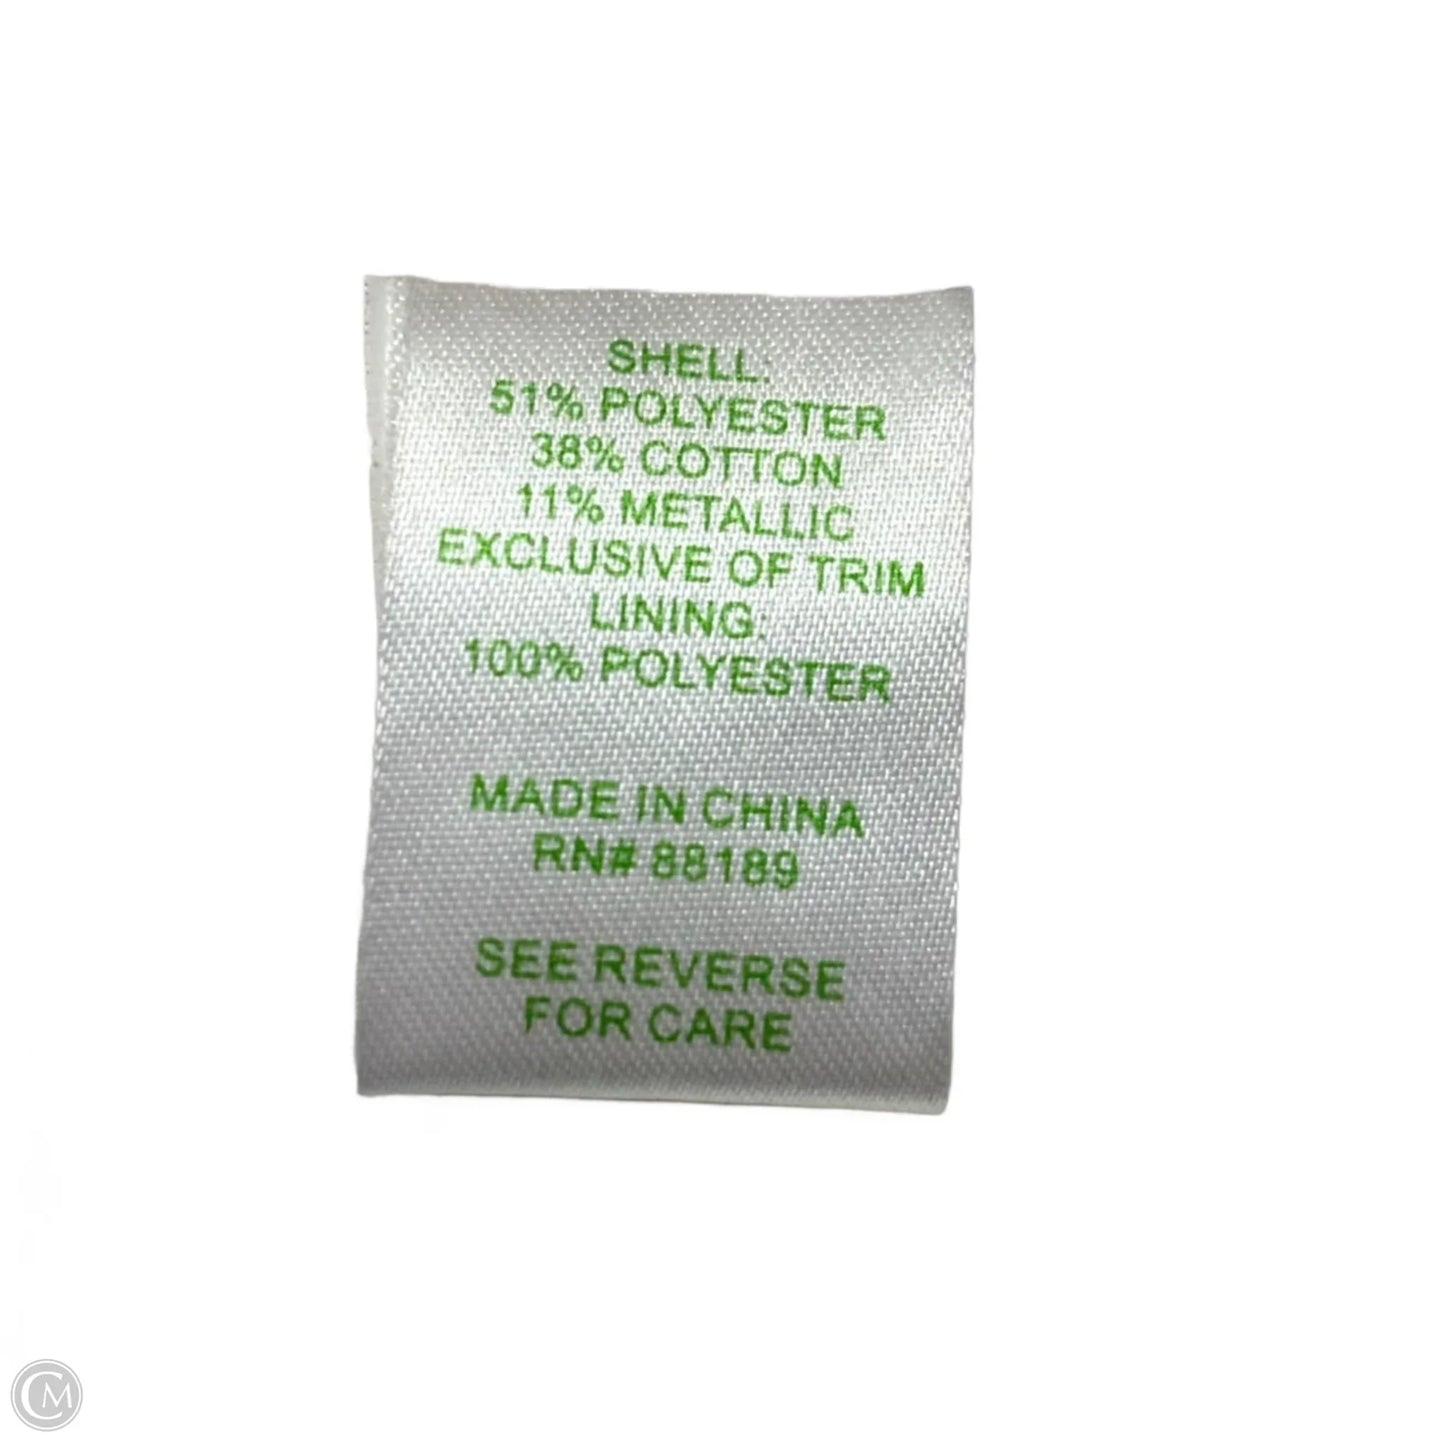 SHELL:
51% POLYESTER
38% COTTON
11% METALLIC
EXCLUSIVE OF TRIM
LINING:
100% POLYESTER
MADE IN CHINA
RN# 88189
SEE REVERSE
FOR CARE
CM